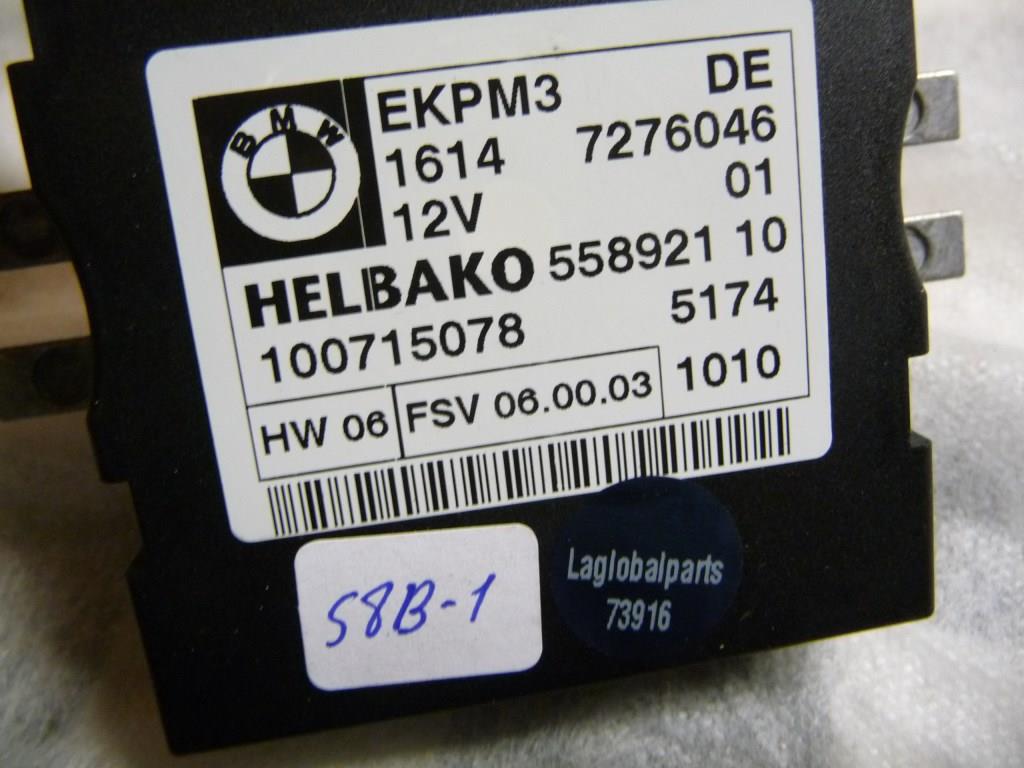 BMW
EKPM3 DE
1614 7276046
12V 01
HELBAKO 558921 10
100715078 5174
HW 06 FSV 06.00.03 1010
S8B-1
Laglobalparts
73916